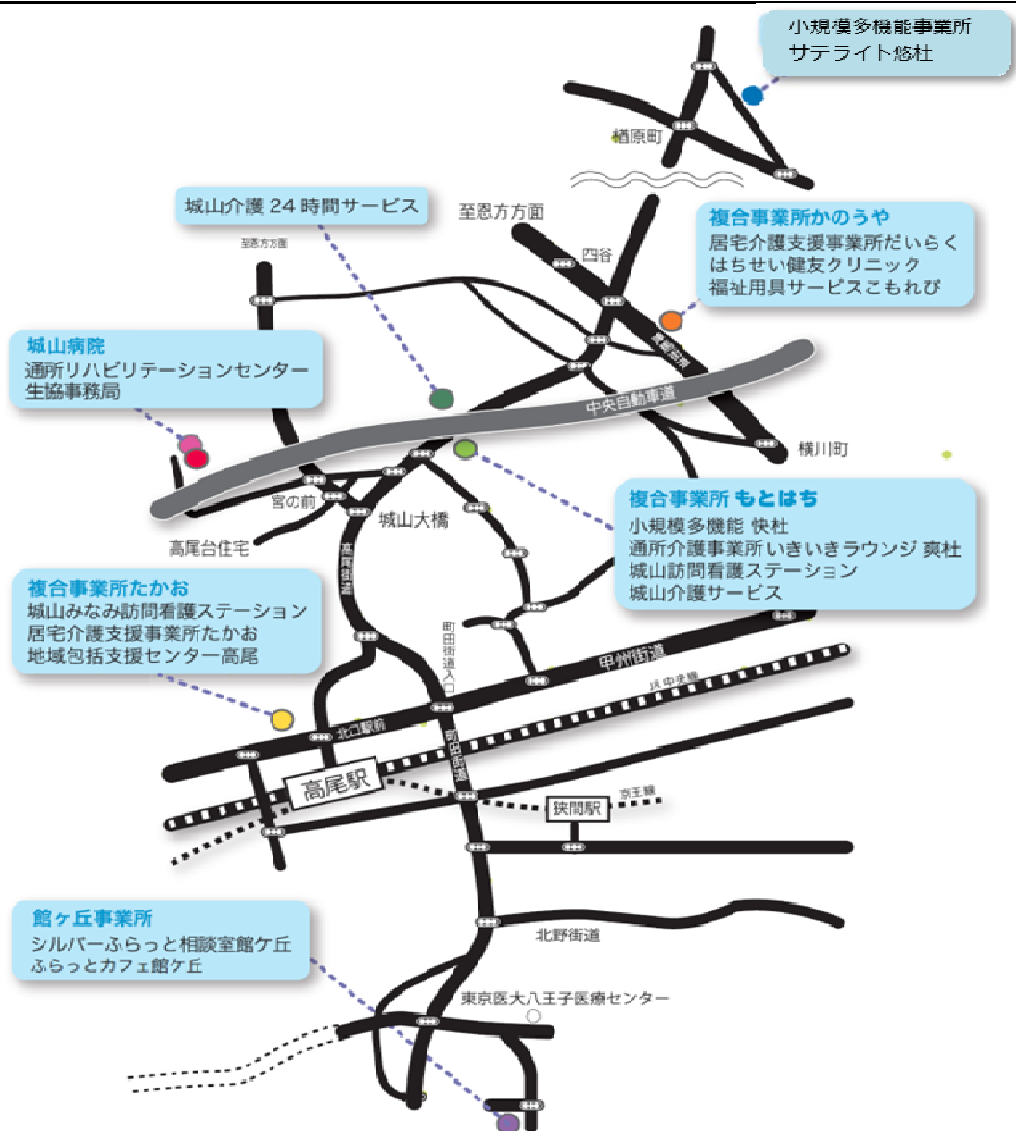 小規模多機能事業所
サテライト悠杜
楢原町
城山介護24時間サービス
至恩方方面
四谷
複合事業所かのうや
居宅介護支援事業所だいらく
はちせい健友クリニック
福祉用具サービスこもれび
至恩方方面
城山病院
通所リハビリテーションセンター
生協事務局
中央自動車道
横川町
宮の前
城山大橋
高尾台住宅
複合事業所 もとはち
小規模多機能 快杜
通所介護事業所いきいきラウンジ 爽杜
城山訪問看護ステーション
城山介護サービス
高尾街道
複合事業所たかお
城山みなみ訪問看護ステーション
居宅介護支援事業所たかお
地域包括支援センター高尾
町田街道入口
甲州街道
JR中央線
北口駅前
町田街道
高尾駅
狭間駅
京王線
館ヶ丘事業所
シルバーふらっと相談室館ケ丘
ふらっとカフェ館ケ丘
北野街道
東京医大八王子医療センター